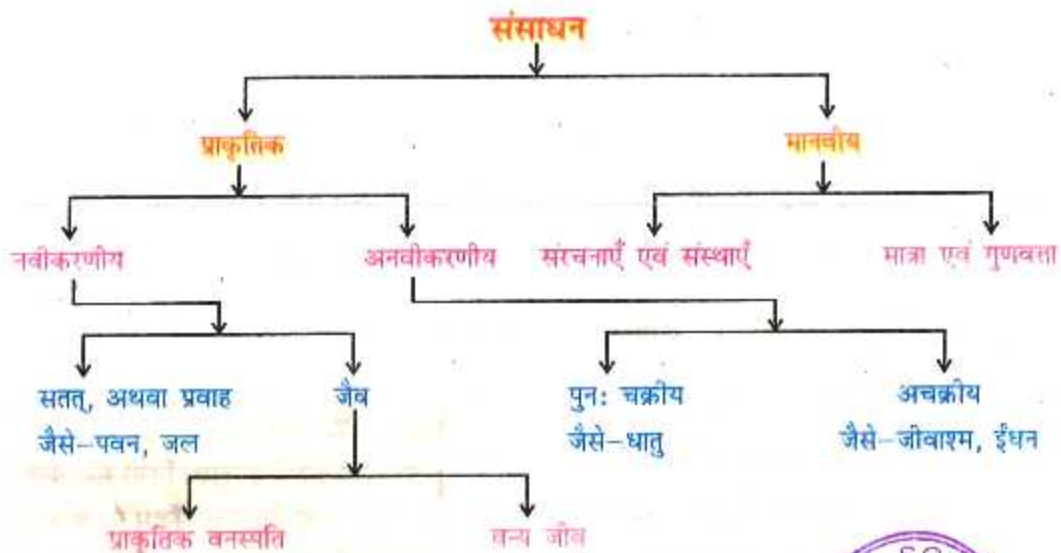 संसाधन
प्राकृतिक
मानवीय
नवीकरणीय
अनवीकरणीय
संरचनाएँ एवं संस्थाएँ
मात्रा एवं गुणवत्ता
सतत्, अथवा प्रवाह
जैसे-पवन, जल
जैव
पुन: चक्रीय
जैसे-धातु
अचक्रीय
जैसे-जीवाश्म, ईंधन
प्राकृतिक वनस्पति
वन्य जीव